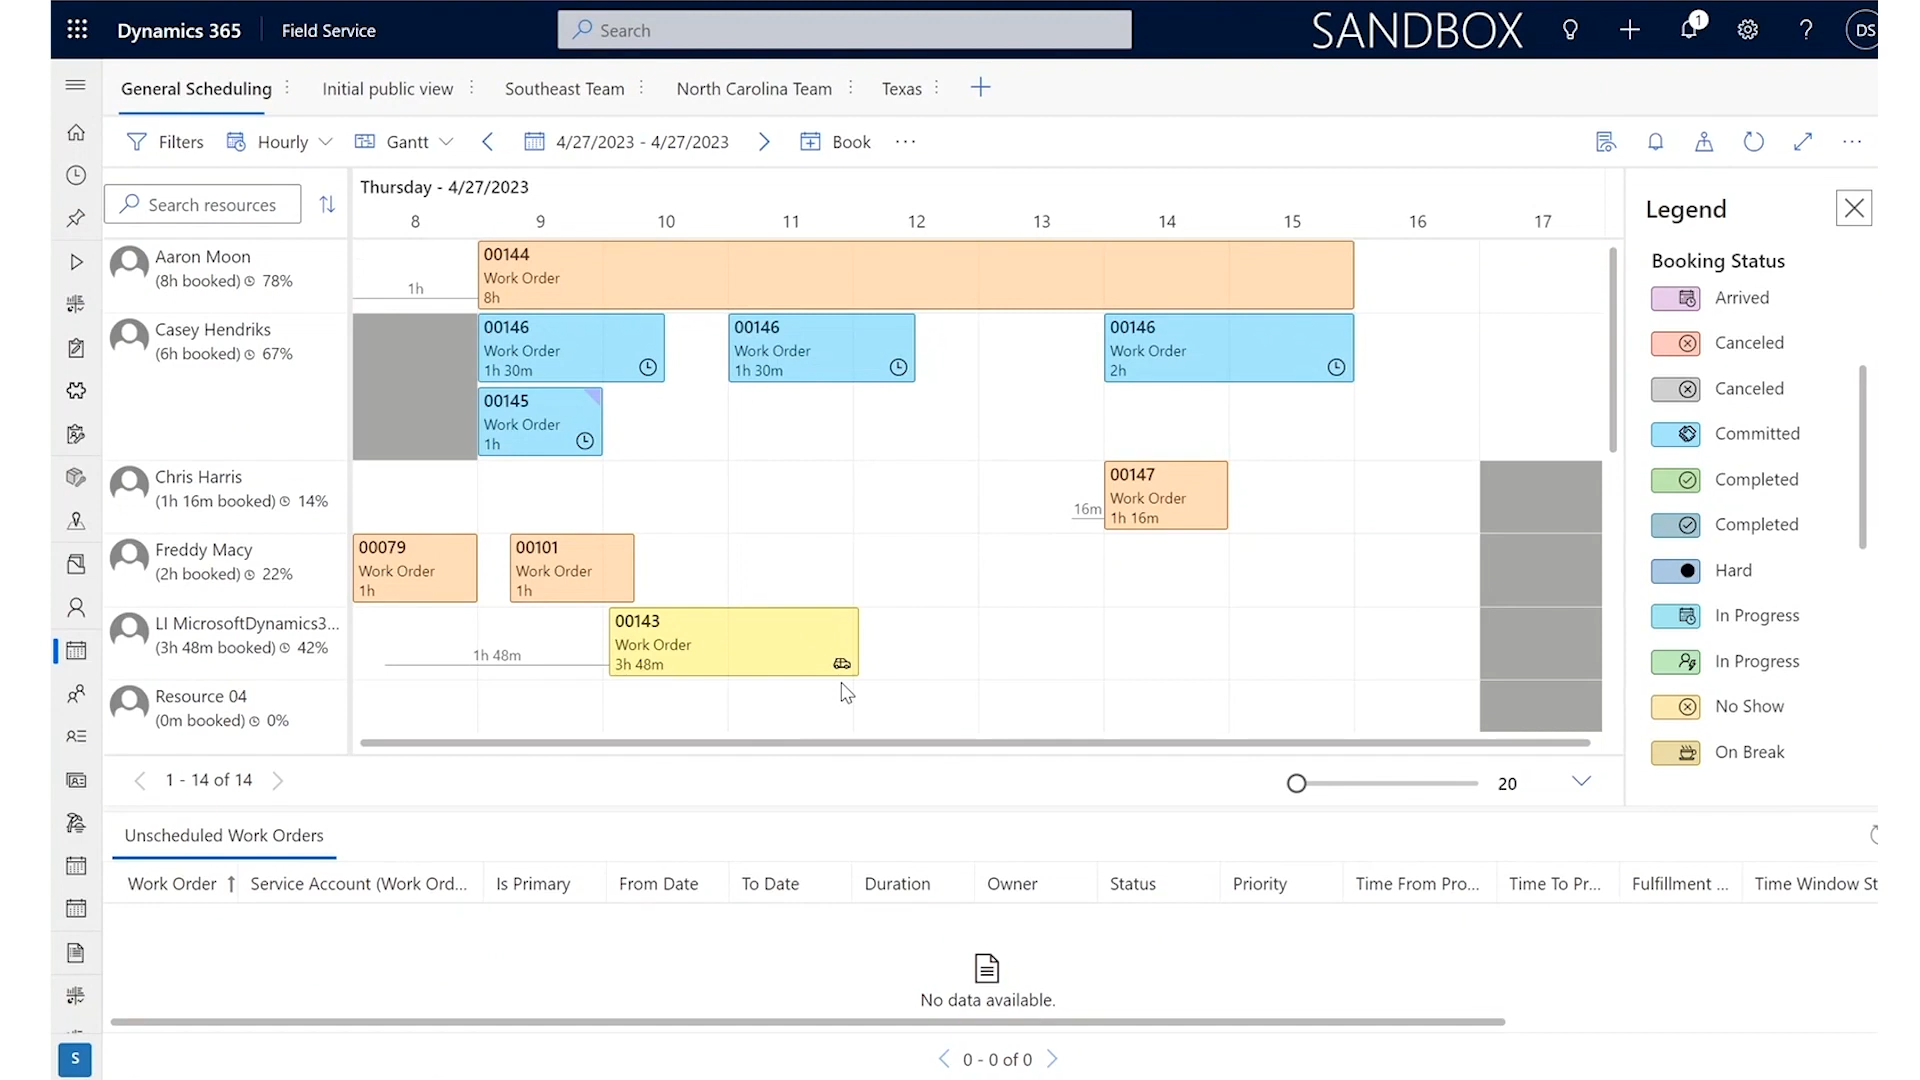 Dynamics 365
Field Service
Search
SANDBOX
1
DS
General Scheduling
Initial public view
Southeast Team
North Carolina Team
Texas
Filters
Hourly
Gantt
4/27/2023 - 4/27/2023
Book
Search resources
Thursday - 4/27/2023
8 9 10 11 12 13 14 15 16 17
Aaron Moon
(8h booked) 78%
1h
00144
Work Order
8h
Casey Hendriks
(6h booked) 67%
00146
Work Order
1h 30m
00146
Work Order
1h 30m
00146
Work Order
2h
00145
Work Order
1h
Chris Harris
(1h 16m booked) 14%
16m
00147
Work Order
1h 16m
Freddy Macy
(2h booked) 22%
00079
Work Order
1h
00101
Work Order
1h
LI MicrosoftDynamics3...
(3h 48m booked) 42%
1h 48m
00143
Work Order
3h 48m
Resource 04
(0m booked) 0%
1 - 14 of 14
20
Legend
Booking Status
Arrived
Canceled
Canceled
Committed
Completed
Completed
Hard
In Progress
In Progress
No Show
On Break
Unscheduled Work Orders
Work Order
Service Account (Work Ord...
Is Primary
From Date
To Date
Duration
Owner
Status
Priority
Time From Pro...
Time To Pr...
Fulfillment ...
Time Window St
No data available.
0 - 0 of 0
S